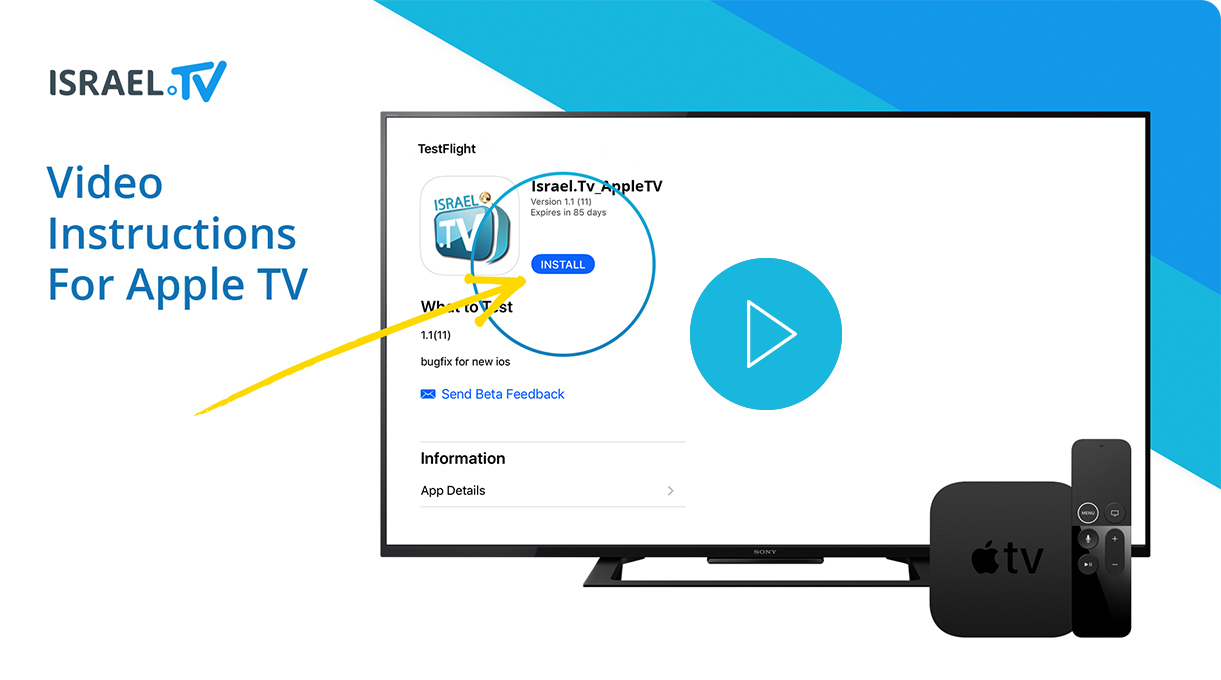 ISRAEL.TV
Video
Instructions
For Apple TV
TestFlight
ISRAEL
.TV
Israel.Tv_AppleTV
Version 1.1 (11)
Expires in 85 days
INSTALL
What to Test
1.1(11)
bugfix for new ios
Send Beta Feedback
Information
App Details
SONY
tv
MENU
+
−